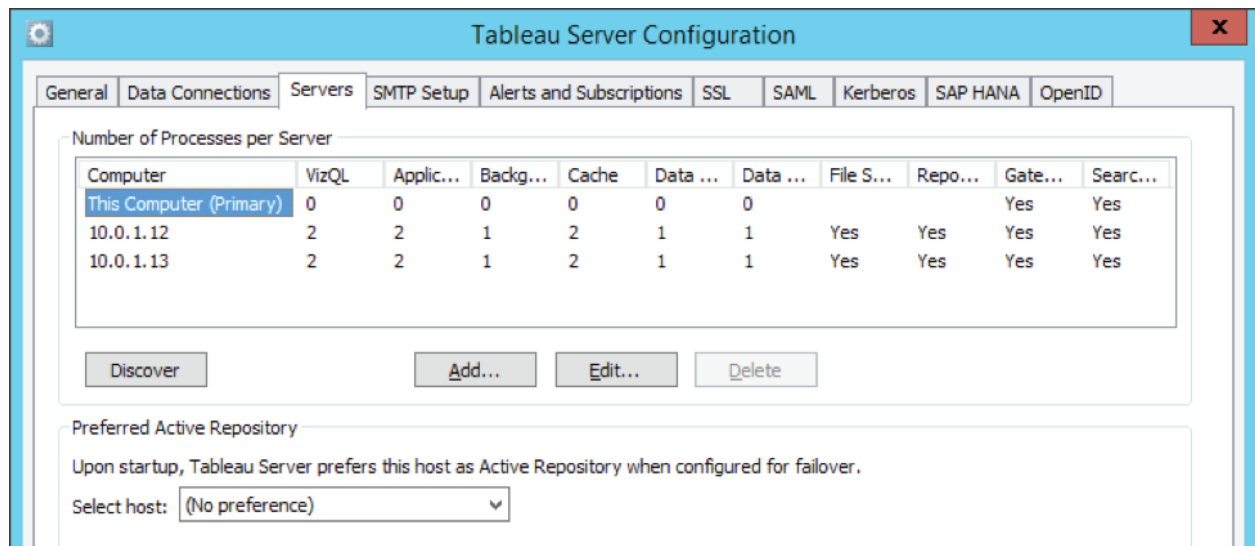 Tableau Server Configuration
x
General Data Connections Servers SMTP Setup Alerts and Subscriptions SSL SAML Kerberos SAP HANA OpenID
Number of Processes per Server
Computer VizQL Applic... Backg... Cache Data ... Data ... File S... Repo... Gate... Searc...
This Computer (Primary) 0 0 0 0 0 0 Yes Yes
10.0.1.12 2 2 1 2 1 1 Yes Yes Yes Yes
10.0.1.13 2 2 1 2 1 1 Yes Yes Yes Yes
Discover Add... Edit... Delete
Preferred Active Repository
Upon startup, Tableau Server prefers this host as Active Repository when configured for failover.
Select host: (No preference)